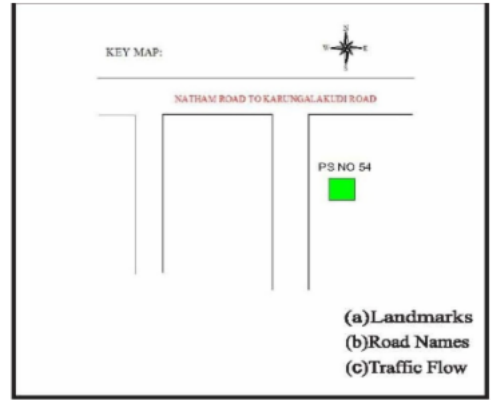 KEY MAP:
NATHAM ROAD TO KARUNGALAKUDI ROAD
PS NO 54
(a)Landmarks
(b)Road Names
(c)Traffic Flow